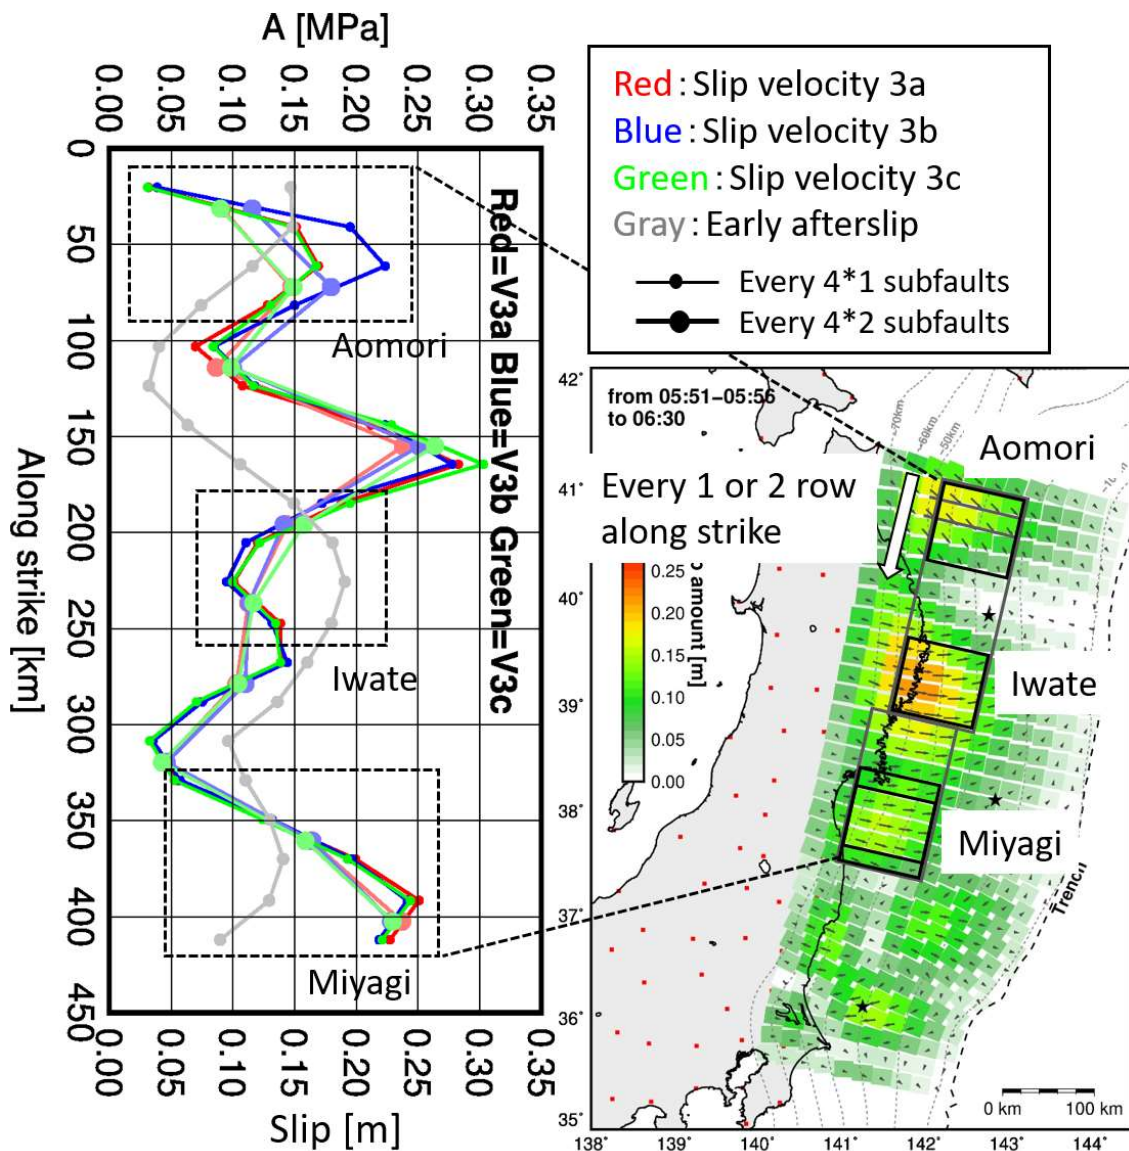 A [MPa]
0.00 0.05 0.10 0.15 0.20 0.25 0.30 0.35
0
50
100
150
200
250
300
350
400
450
Along strike [km]
Red=V3a Blue=V3b Green=V3c
Aomori
Iwate
Miyagi
0.00 0.05 0.10 0.15 0.20 0.25 0.30 0.35
Slip [m]
Red : Slip velocity 3a
Blue : Slip velocity 3b
Green : Slip velocity 3c
Gray : Early afterslip
Every 4*1 subfaults
Every 4*2 subfaults
from 05:51–05:56
to 06:30
Every 1 or 2 row
along strike
Aomori
Iwate
Miyagi
70km
60km
50km
amount [m]
0.25
0.20
0.15
0.10
0.05
0.00
Trench
42°
41°
40°
39°
38°
37°
36°
35°
138° 139° 140° 141° 142° 143° 144°
0 km 100 km